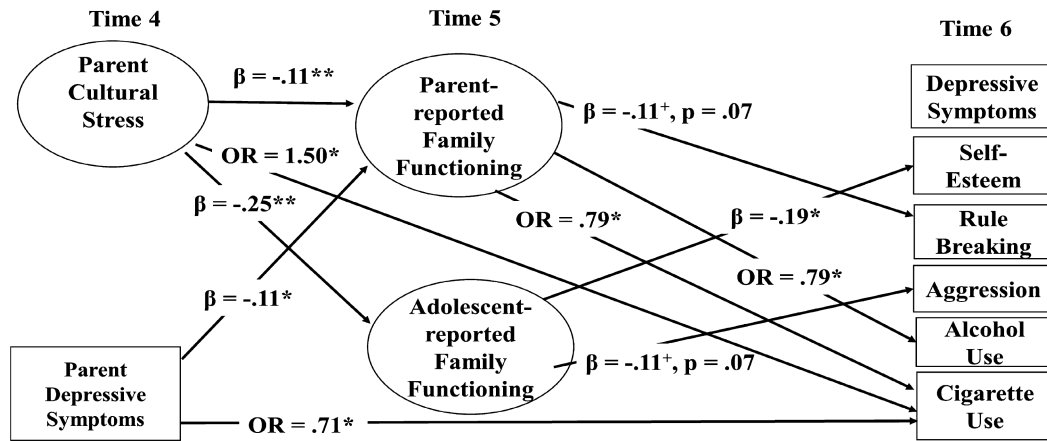 Time 4
Time 5
Time 6
Parent
Cultural
Stress
β = -.11**
Parent-
reported
Family
Functioning
β = -.11⁺, p = .07
Depressive
Symptoms
OR = 1.50*
Self-
Esteem
β = -.25**
OR = .79*
β = -.19*
Rule
Breaking
β = -.11*
OR = .79*
Adolescent-
reported
Family
Functioning
Aggression
β = -.11⁺, p = .07
Alcohol
Use
Parent
Depressive
Symptoms
OR = .71*
Cigarette
Use